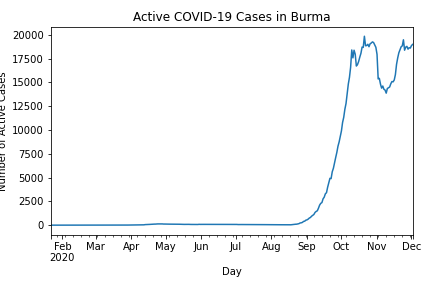 Active COVID-19 Cases in Burma
Number of Active Cases
20000
17500
15000
12500
10000
7500
5000
2500
0
Feb Mar Apr May Jun Jul Aug Sep Oct Nov Dec
2020
Day